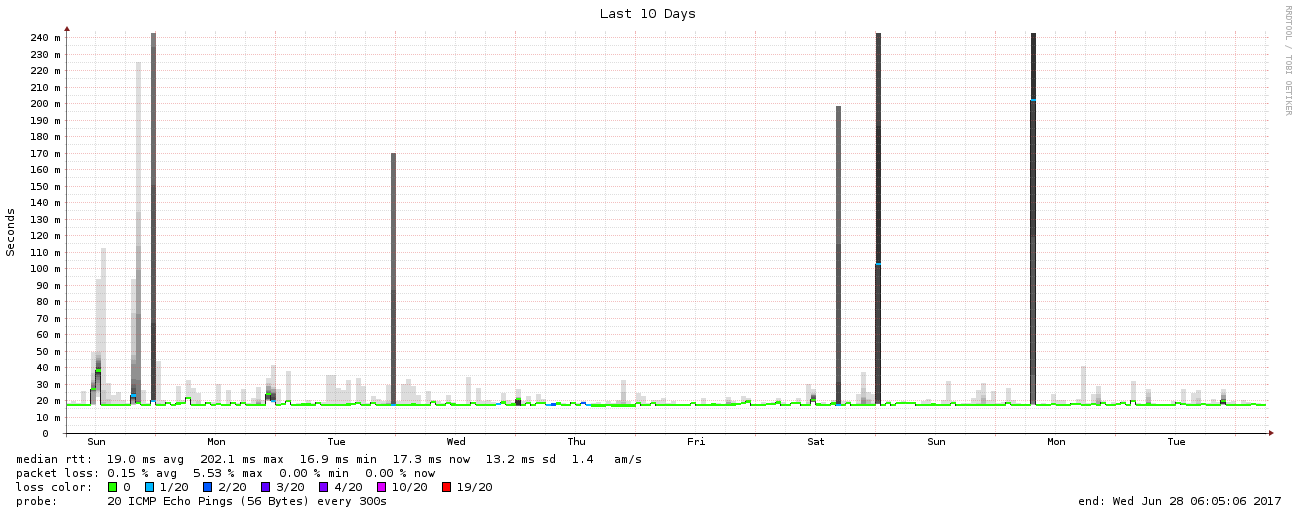 Last 10 Days
RRDTOOL / TOBI OETIKER
Seconds
240 m
230 m
220 m
210 m
200 m
190 m
180 m
170 m
160 m
150 m
140 m
130 m
120 m
110 m
100 m
90 m
80 m
70 m
60 m
50 m
40 m
30 m
20 m
10 m
0
Sun Mon Tue Wed Thu Fri Sat Sun Mon Tue
median rtt: 19.0 ms avg 202.1 ms max 16.9 ms min 17.3 ms now 13.2 ms sd 1.4 am/s
packet loss: 0.15 % avg 5.53 % max 0.00 % min 0.00 % now
loss color: 0 1/20 2/20 3/20 4/20 10/20 19/20
probe: 20 ICMP Echo Pings (56 Bytes) every 300s end: Wed Jun 28 06:05:06 2017